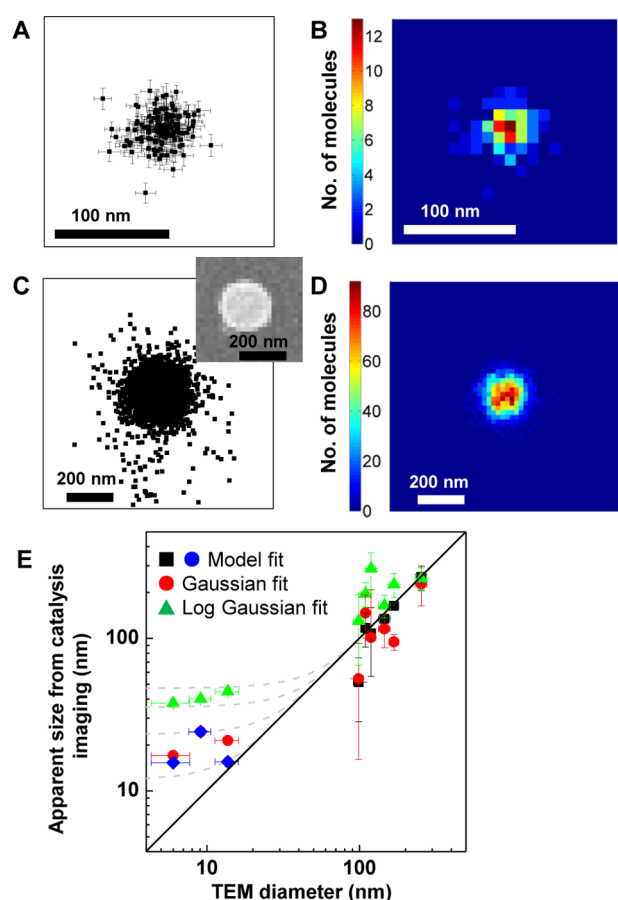 A
100 nm
B
No. of molecules
12
10
8
6
4
2
0
100 nm
C
200 nm
200 nm
D
No. of molecules
80
60
40
20
0
200 nm
E
Model fit
Gaussian fit
Log Gaussian fit
Apparent size from catalysis
imaging (nm)
100
10
10
100
TEM diameter (nm)